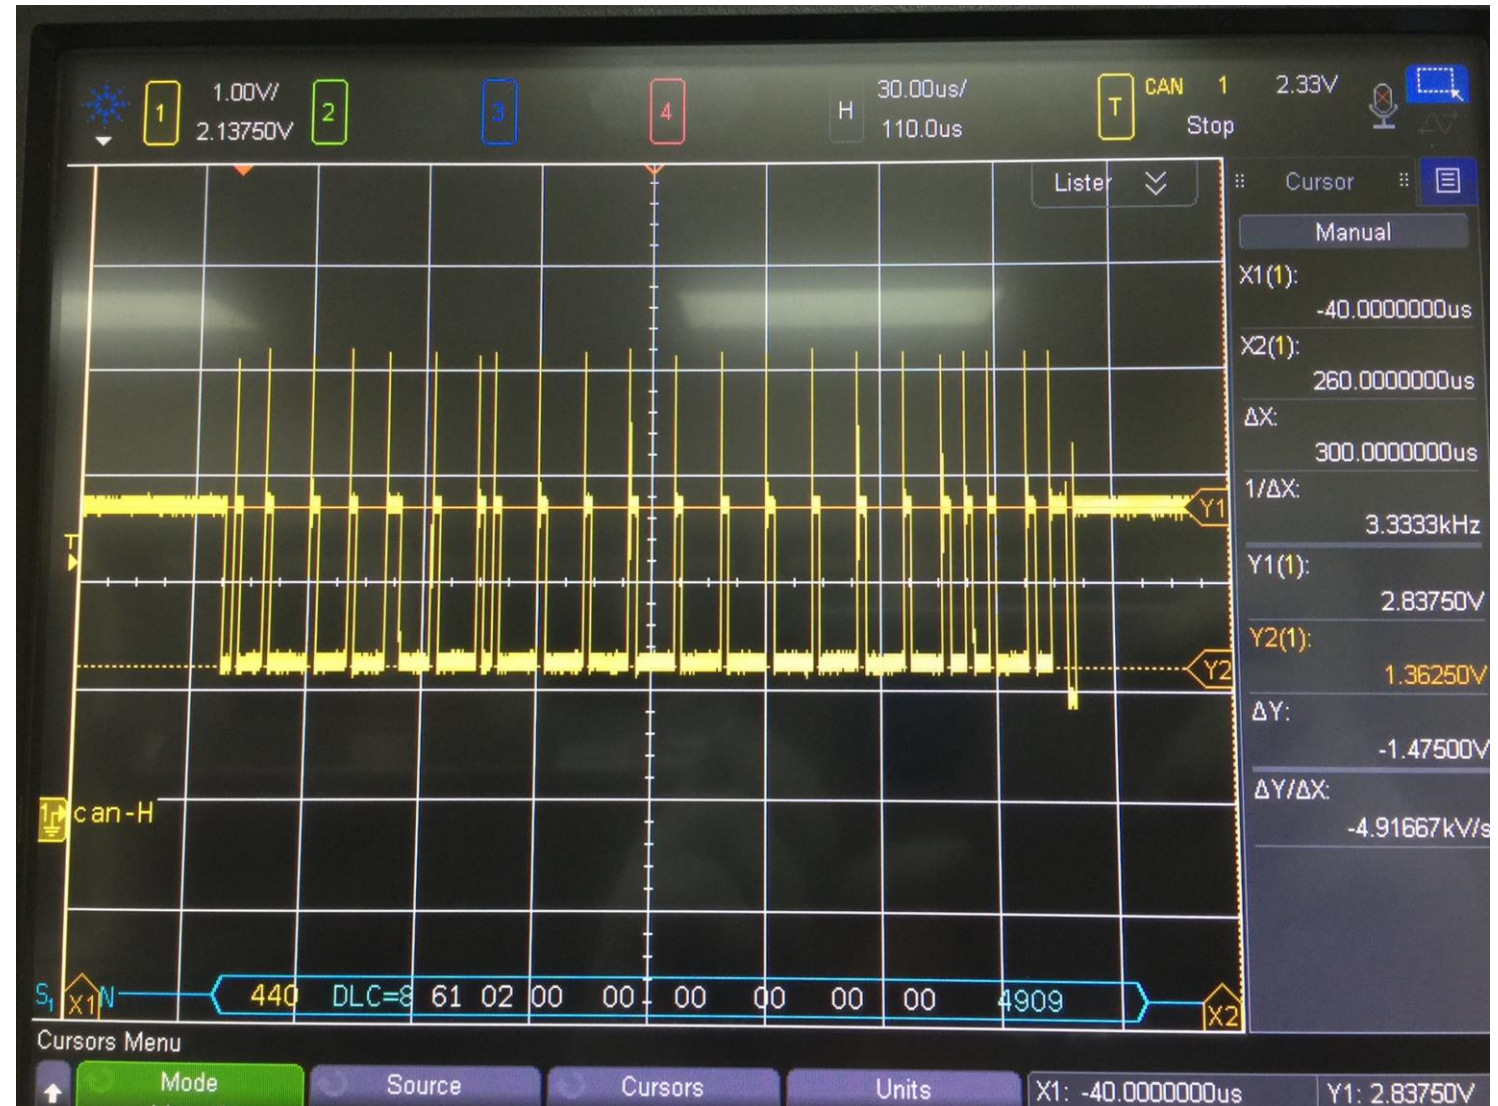 1 1.00V/ 2 3 4 H 30.00us/ T CAN 1 2.33V
2.13750V 110.0us Stop
Lister
Cursor
Manual
X1(1):
-40.0000000us
X2(1):
260.0000000us
ΔX:
300.0000000us
1/ΔX:
3.3333kHz
Y1(1):
2.83750V
Y2(1):
1.36250V
ΔY:
-1.47500V
ΔY/ΔX:
-4.91667kV/s
T
Y1
Y2
1 can-H
S1 X1 N 440 DLC=8 61 02 00 00 00 00 00 00 4909 X2
Cursors Menu
Mode Source Cursors Units X1: -40.0000000us Y1: 2.83750V